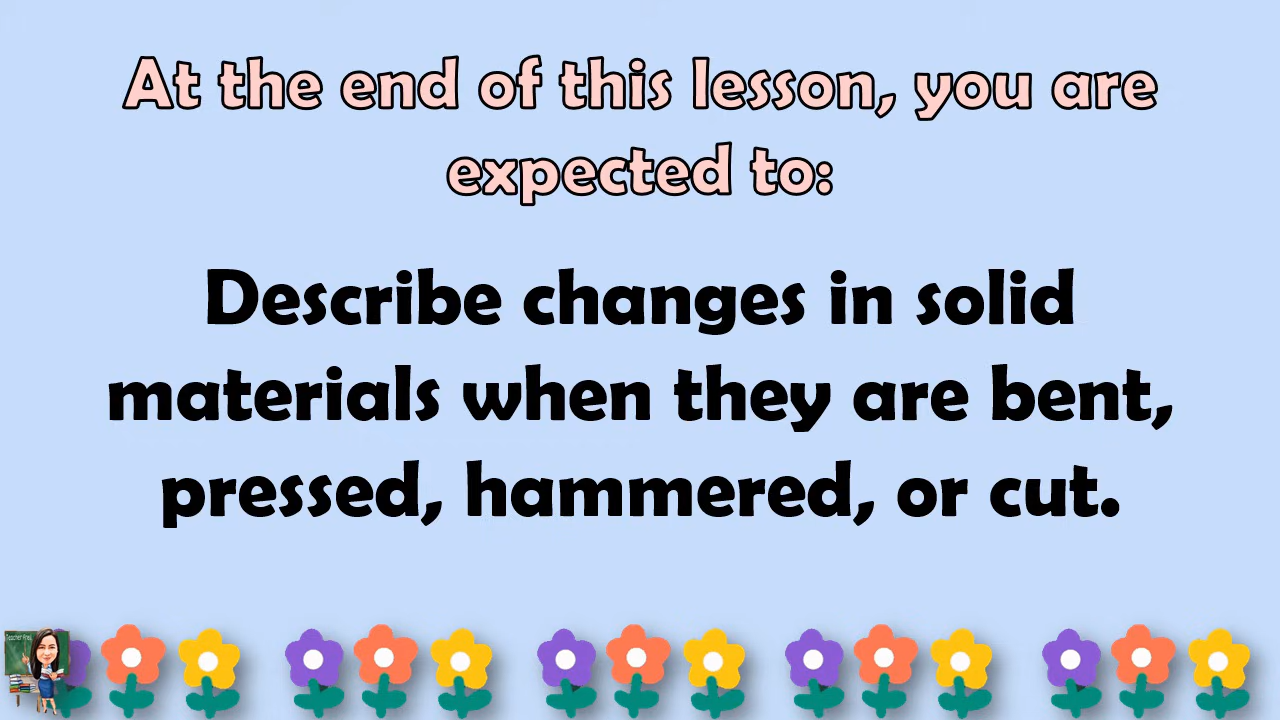 At the end of this lesson, you are
expected to:
Describe changes in solid
materials when they are bent,
pressed, hammered, or cut.